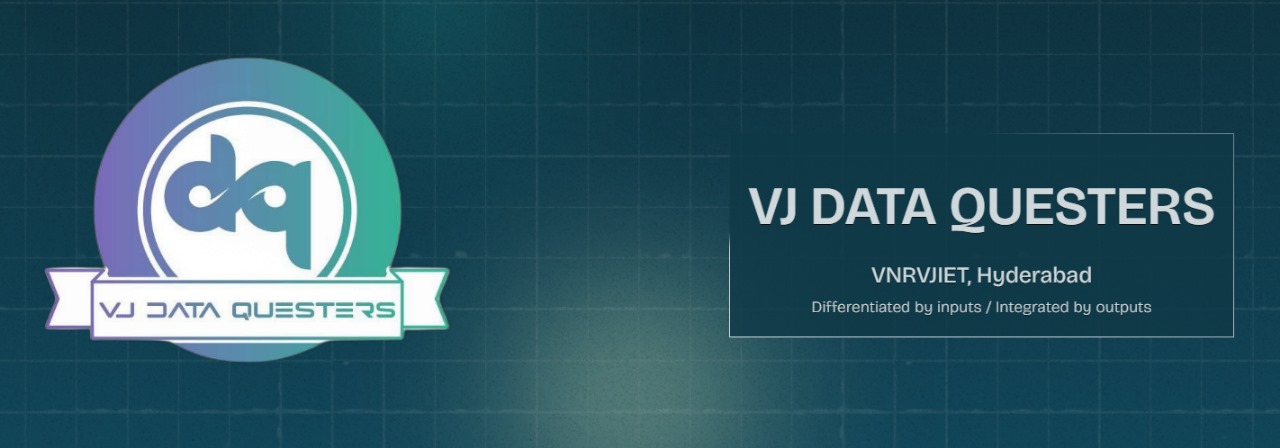 dq
VJ DATA QUESTERS
VJ DATA QUESTERS
VNRVJIET, Hyderabad
Differentiated by inputs / Integrated by outputs